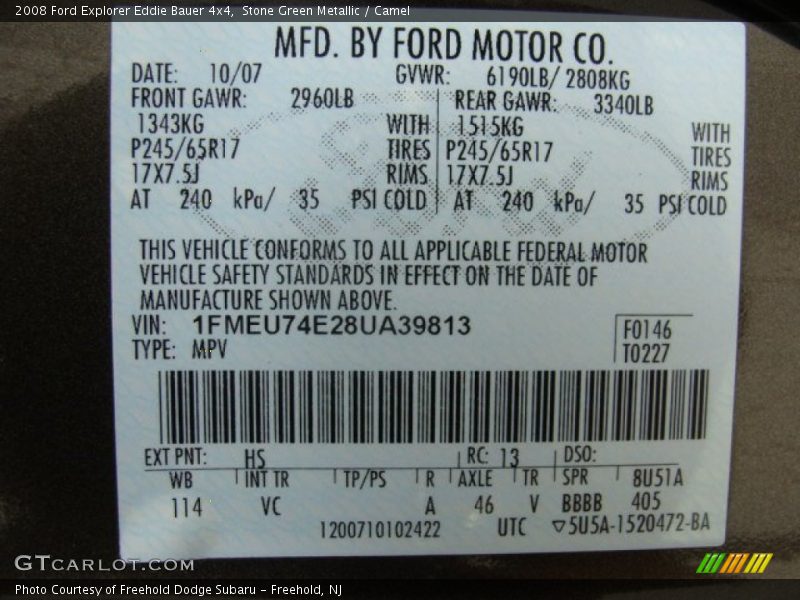 2008 Ford Explorer Eddie Bauer 4x4, Stone Green Metallic / Camel
MFD. BY FORD MOTOR CO.
DATE: 10/07 GVWR: 6190LB/ 2808KG
FRONT GAWR: 2960LB REAR GAWR: 3340LB
1343KG WITH 1515KG WITH
P245/65R17 TIRES P245/65R17 TIRES
17X7.5J RIMS 17X7.5J RIMS
AT 240 kPa/ 35 PSI COLD AT 240 kPa/ 35 PSI COLD
THIS VEHICLE CONFORMS TO ALL APPLICABLE FEDERAL MOTOR
VEHICLE SAFETY STANDARDS IN EFFECT ON THE DATE OF
MANUFACTURE SHOWN ABOVE.
VIN: 1FMEU74E28UA39813 F0146
TYPE: MPV T0227
EXT PNT: HS RC: 13 DSO:
WB INT TR TP/PS R AXLE TR SPR 8U51A
114 VC A 46 V BBBB 405
1200710102422 UTC ▽5U5A-1520472-BA
GTCARLOT.COM
Photo Courtesy of Freehold Dodge Subaru – Freehold, NJ